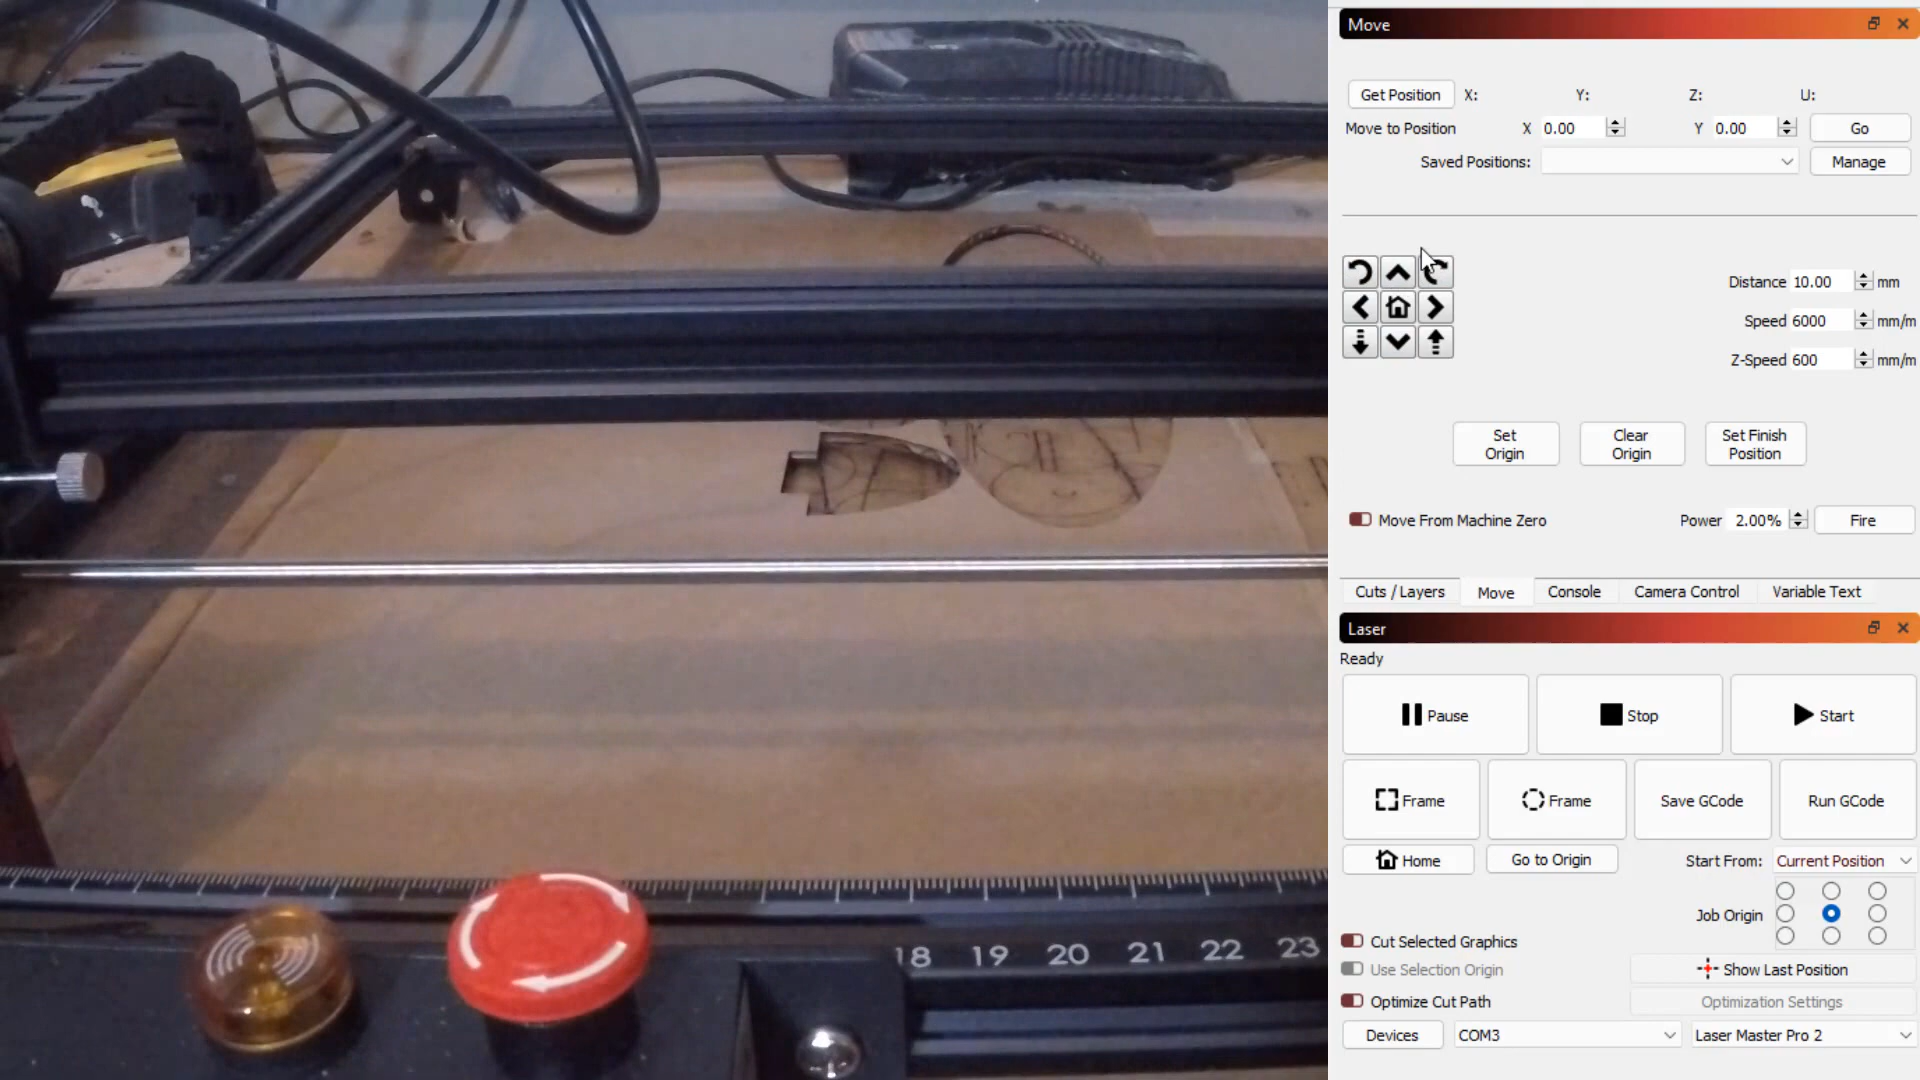 Move
Get Position X: Y: Z: U:
Move to Position X 0.00 Y 0.00 Go
Saved Positions: Manage
Distance 10.00 mm
Speed 6000 mm/m
Z-Speed 600 mm/m
Set Origin
Clear Origin
Set Finish Position
Move From Machine Zero Power 2.00% Fire
Cuts / Layers Move Console Camera Control Variable Text
Laser
Ready
Pause Stop Start
Frame Frame Save GCode Run GCode
Home Go to Origin Start From: Current Position
Job Origin
Cut Selected Graphics
Use Selection Origin Show Last Position
Optimize Cut Path Optimization Settings
Devices COM3 Laser Master Pro 2
18 19 20 21 22 23